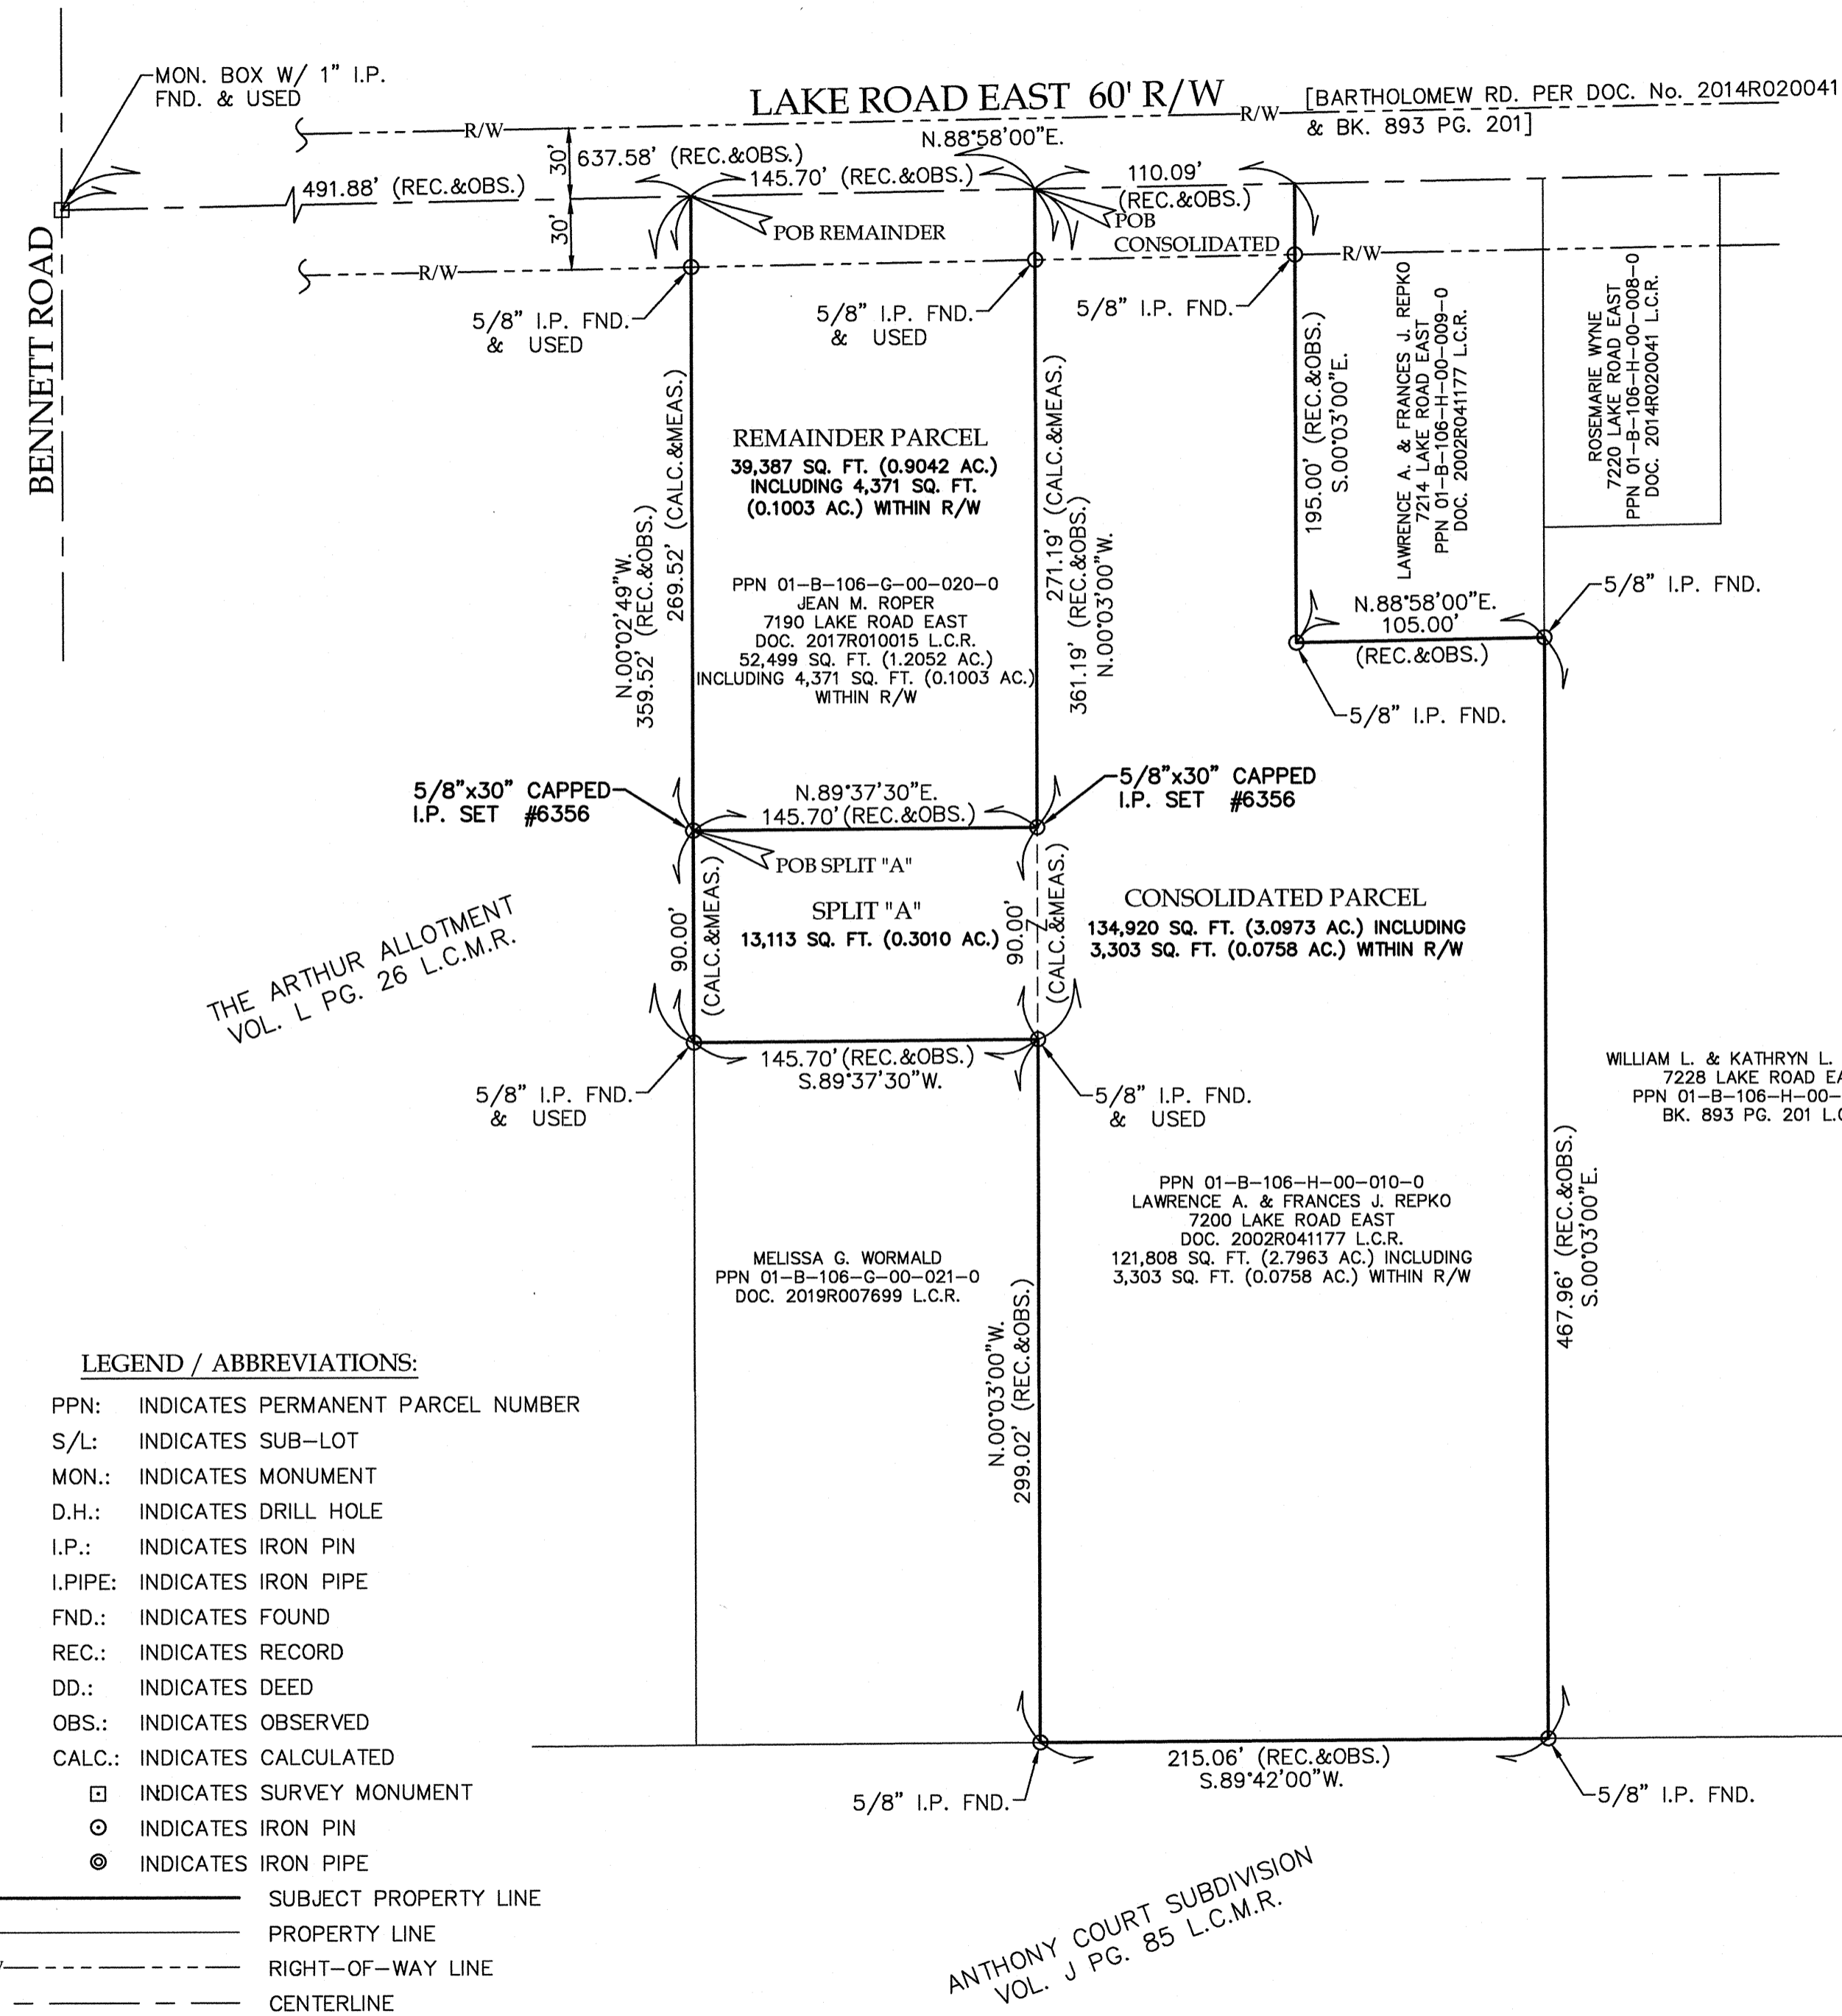 MON. BOX W/ 1" I.P.
FND. & USED
LAKE ROAD EAST 60' R/W
R/W
[BARTHOLOMEW RD. PER DOC. No. 2014R020041
& BK. 893 PG. 201]
R/W
N.88°58'00"E.
30'
637.58' (REC.&OBS.)
491.88' (REC.&OBS.)
145.70' (REC.&OBS.)
110.09'
(REC.&OBS.)
30'
POB REMAINDER
POB
CONSOLIDATED
R/W
R/W
BENNETT ROAD
5/8" I.P. FND.
& USED
5/8" I.P. FND.
& USED
5/8" I.P. FND.
195.00' (REC.&OBS.)
S.00°03'00"E.
LAWRENCE A. & FRANCES J. REPKO
7214 LAKE ROAD EAST
PPN 01-B-106-H-00-009-0
DOC. 2002R041177 L.C.R.
ROSEMARIE WYNE
7220 LAKE ROAD EAST
PPN 01-B-106-H-00-008-0
DOC. 2014R020041 L.C.R.
N.00°02'49"W.
359.52' (REC.&OBS.)
269.52' (CALC.&MEAS.)
REMAINDER PARCEL
39,387 SQ. FT. (0.9042 AC.)
INCLUDING 4,371 SQ. FT.
(0.1003 AC.) WITHIN R/W
PPN 01-B-106-G-00-020-0
JEAN M. ROPER
7190 LAKE ROAD EAST
DOC. 2017R010015 L.C.R.
52,499 SQ. FT. (1.2052 AC.)
INCLUDING 4,371 SQ. FT. (0.1003 AC.)
WITHIN R/W
271.19' (CALC.&MEAS.)
361.19' (REC.&OBS.)
N.00°03'00"W.
5/8" I.P. FND.
N.88°58'00"E.
105.00'
(REC.&OBS.)
5/8" I.P. FND.
5/8"x30" CAPPED
I.P. SET #6356
N.89°37'30"E.
145.70'(REC.&OBS.)
5/8"x30" CAPPED
I.P. SET #6356
POB SPLIT "A"
90.00'
(CALC.&MEAS.)
SPLIT "A"
13,113 SQ. FT. (0.3010 AC.)
90.00'
(CALC.&MEAS.)
CONSOLIDATED PARCEL
134,920 SQ. FT. (3.0973 AC.) INCLUDING
3,303 SQ. FT. (0.0758 AC.) WITHIN R/W
THE ARTHUR ALLOTMENT
VOL. L PG. 26 L.C.M.R.
145.70'(REC.&OBS.)
S.89°37'30"W.
5/8" I.P. FND.
& USED
5/8" I.P. FND.
& USED
WILLIAM L. & KATHRYN L.
7228 LAKE ROAD EA
PPN 01-B-106-H-00-
BK. 893 PG. 201 L.C
467.96' (REC.&OBS.)
S.00°03'00"E.
PPN 01-B-106-H-00-010-0
LAWRENCE A. & FRANCES J. REPKO
7200 LAKE ROAD EAST
DOC. 2002R041177 L.C.R.
121,808 SQ. FT. (2.7963 AC.) INCLUDING
3,303 SQ. FT. (0.0758 AC.) WITHIN R/W
MELISSA G. WORMALD
PPN 01-B-106-G-00-021-0
DOC. 2019R007699 L.C.R.
N.00°03'00"W.
299.02' (REC.&OBS.)
LEGEND / ABBREVIATIONS:
PPN: INDICATES PERMANENT PARCEL NUMBER
S/L: INDICATES SUB-LOT
MON.: INDICATES MONUMENT
D.H.: INDICATES DRILL HOLE
I.P.: INDICATES IRON PIN
I.PIPE: INDICATES IRON PIPE
FND.: INDICATES FOUND
REC.: INDICATES RECORD
DD.: INDICATES DEED
OBS.: INDICATES OBSERVED
CALC.: INDICATES CALCULATED
INDICATES SURVEY MONUMENT
INDICATES IRON PIN
INDICATES IRON PIPE
SUBJECT PROPERTY LINE
PROPERTY LINE
RIGHT-OF-WAY LINE
CENTERLINE
215.06' (REC.&OBS.)
S.89°42'00"W.
5/8" I.P. FND.
5/8" I.P. FND.
ANTHONY COURT SUBDIVISION
VOL. J PG. 85 L.C.M.R.